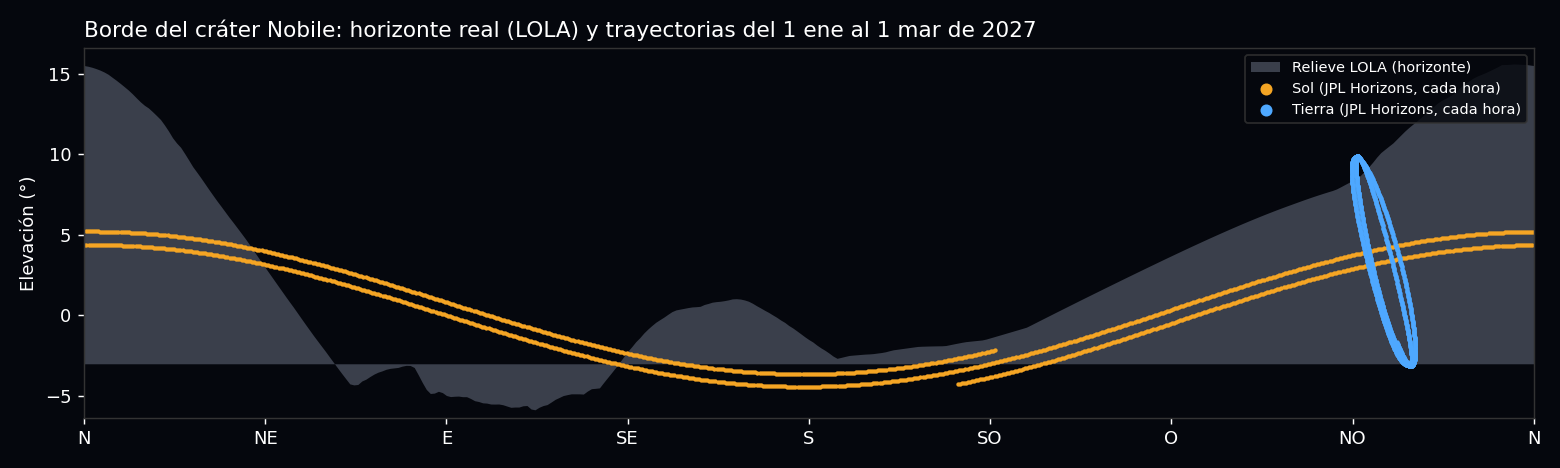 Borde del cráter Nobile: horizonte real (LOLA) y trayectorias del 1 ene al 1 mar de 2027
Relieve LOLA (horizonte)
Sol (JPL Horizons, cada hora)
Tierra (JPL Horizons, cada hora)
Elevación (°)
15
10
5
0
−5
N NE E SE S SO O NO N